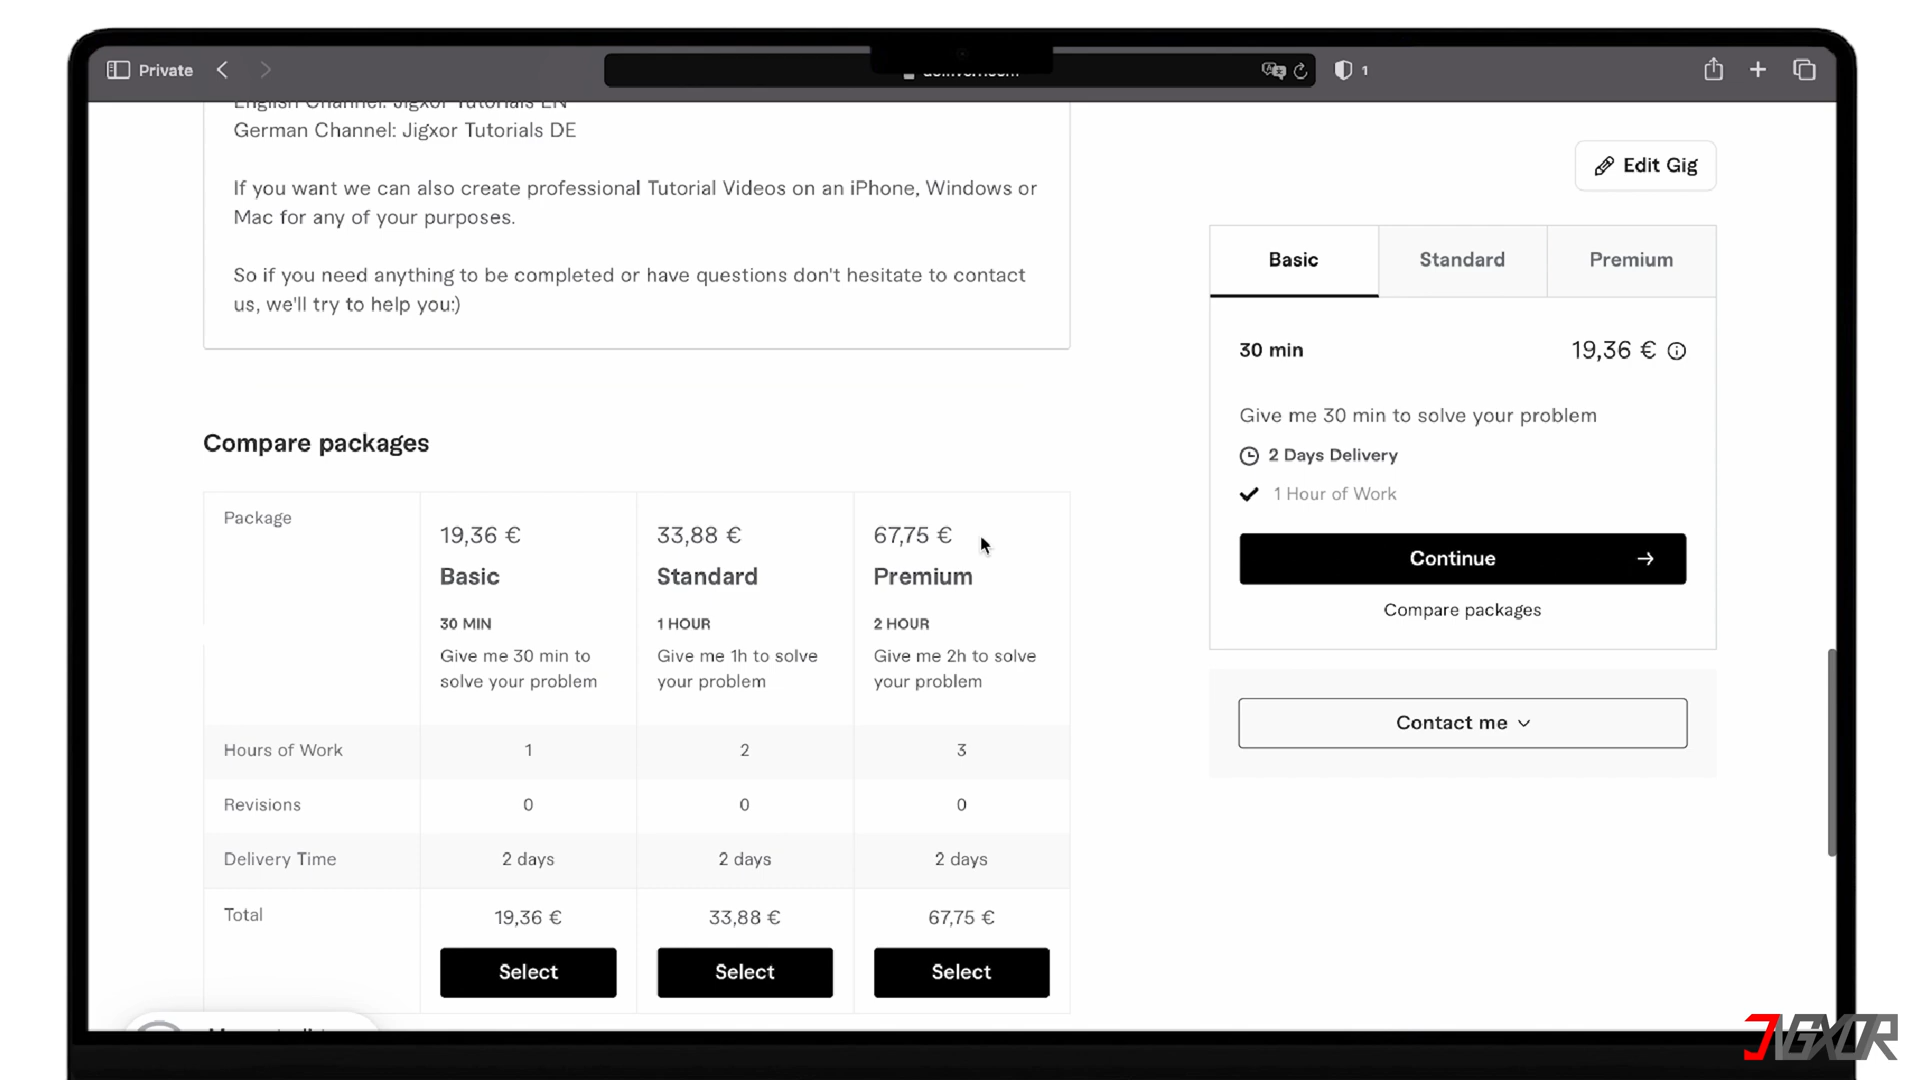 Private
1
English Channel: Jigxor Tutorials EN
German Channel: Jigxor Tutorials DE
If you want we can also create professional Tutorial Videos on an iPhone, Windows or
Mac for any of your purposes.
So if you need anything to be completed or have questions don't hesitate to contact
us, we'll try to help you:)
Edit Gig
Basic Standard Premium
30 min 19,36 €
Give me 30 min to solve your problem
2 Days Delivery
1 Hour of Work
Continue
Compare packages
Contact me
Compare packages
Package
19,36 € 33,88 € 67,75 €
Basic Standard Premium
30 MIN 1 HOUR 2 HOUR
Give me 30 min to Give me 1h to solve Give me 2h to solve
solve your problem your problem your problem
Hours of Work 1 2 3
Revisions 0 0 0
Delivery Time 2 days 2 days 2 days
Total 19,36 € 33,88 € 67,75 €
Select Select Select
JIGXOR